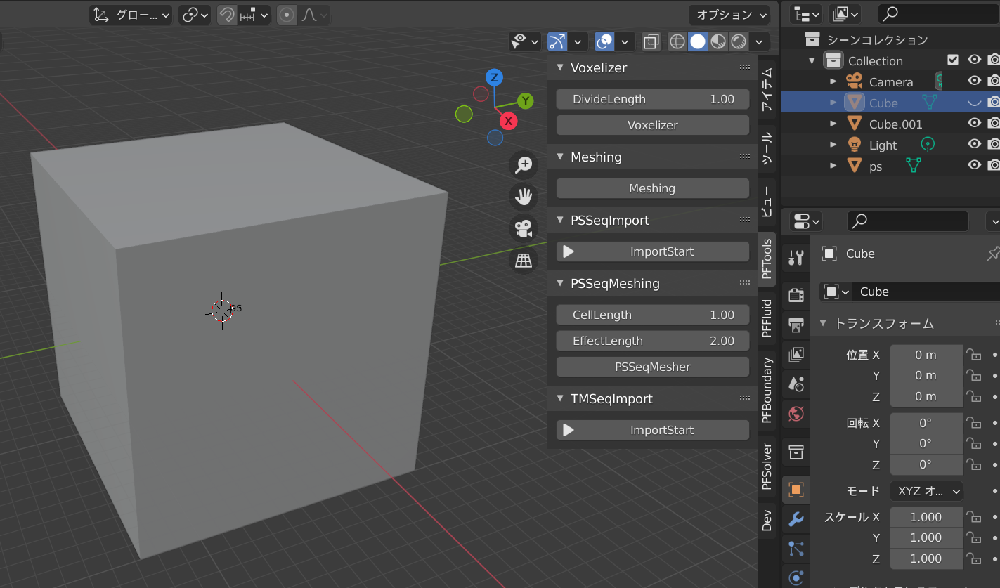 グロー...
オプション
Z
Y
X
ps
Voxelizer
DivideLength 1.00
Voxelizer
Meshing
Meshing
PSSeqImport
ImportStart
PSSeqMeshing
CellLength 1.00
EffectLength 2.00
PSSeqMesher
TMSeqImport
ImportStart
アイテム
ツール
ビュー
PFTools
PFFluid
PFBoundary
PFSolver
Dev
シーンコレクション
Collection
Camera
Cube
Cube.001
Light
ps
Cube
Cube
トランスフォーム
位置 X 0 m
Y 0 m
Z 0 m
回転 X 0°
Y 0°
Z 0°
モード XYZ オ...
スケール X 1.000
Y 1.000
Z 1.000